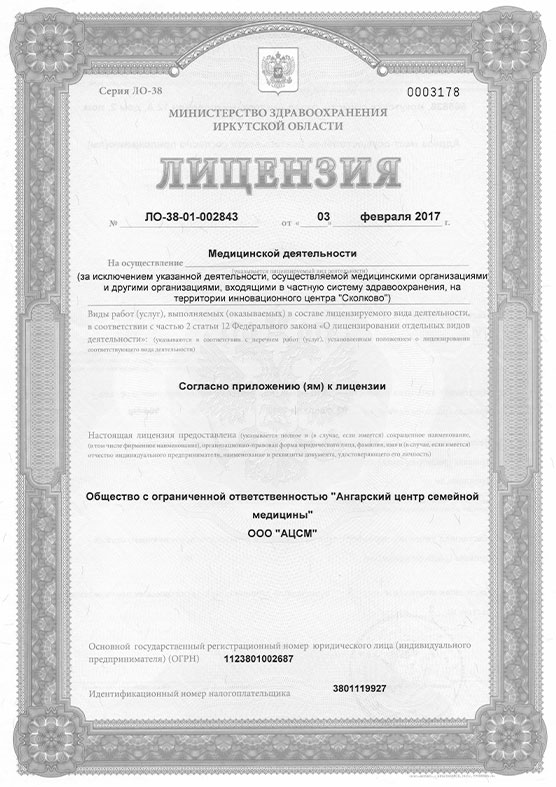 Серия ЛО-38
0003178
МИНИСТЕРСТВО ЗДРАВООХРАНЕНИЯ
ИРКУТСКОЙ ОБЛАСТИ
ЛИЦЕНЗИЯ
№ ЛО-38-01-002843 от « 03 » февраля 2017 г.
На осуществление Медицинской деятельности
(указывается лицензируемый вид деятельности)
(за исключением указанной деятельности, осуществляемой медицинскими организациями
и другими организациями, входящими в частную систему здравоохранения, на
территории инновационного центра "Сколково")
Виды работ (услуг), выполняемых (оказываемых) в составе лицензируемого вида деятельности,
в соответствии с частью 2 статьи 12 Федерального закона «О лицензировании отдельных видов
деятельности»: (указываются в соответствии с перечнем работ (услуг), установленным положением о лицензировании
соответствующего вида деятельности)
Согласно приложению (ям) к лицензии
Настоящая лицензия предоставлена (указывается полное и (в случае, если имеется) сокращенное наименование,
(в том числе фирменное наименование), организационно-правовая форма юридического лица, фамилия, имя и (в случае, если имеется)
отчество индивидуального предпринимателя, наименование и реквизиты документа, удостоверяющего его личность)
Общество с ограниченной ответственностью "Ангарский центр семейной
медицины"
ООО "АЦСМ"
Основной государственный регистрационный номер юридического лица (индивидуального
предпринимателя) (ОГРН) 1123801002687
Идентификационный номер налогоплательщика 3801119927